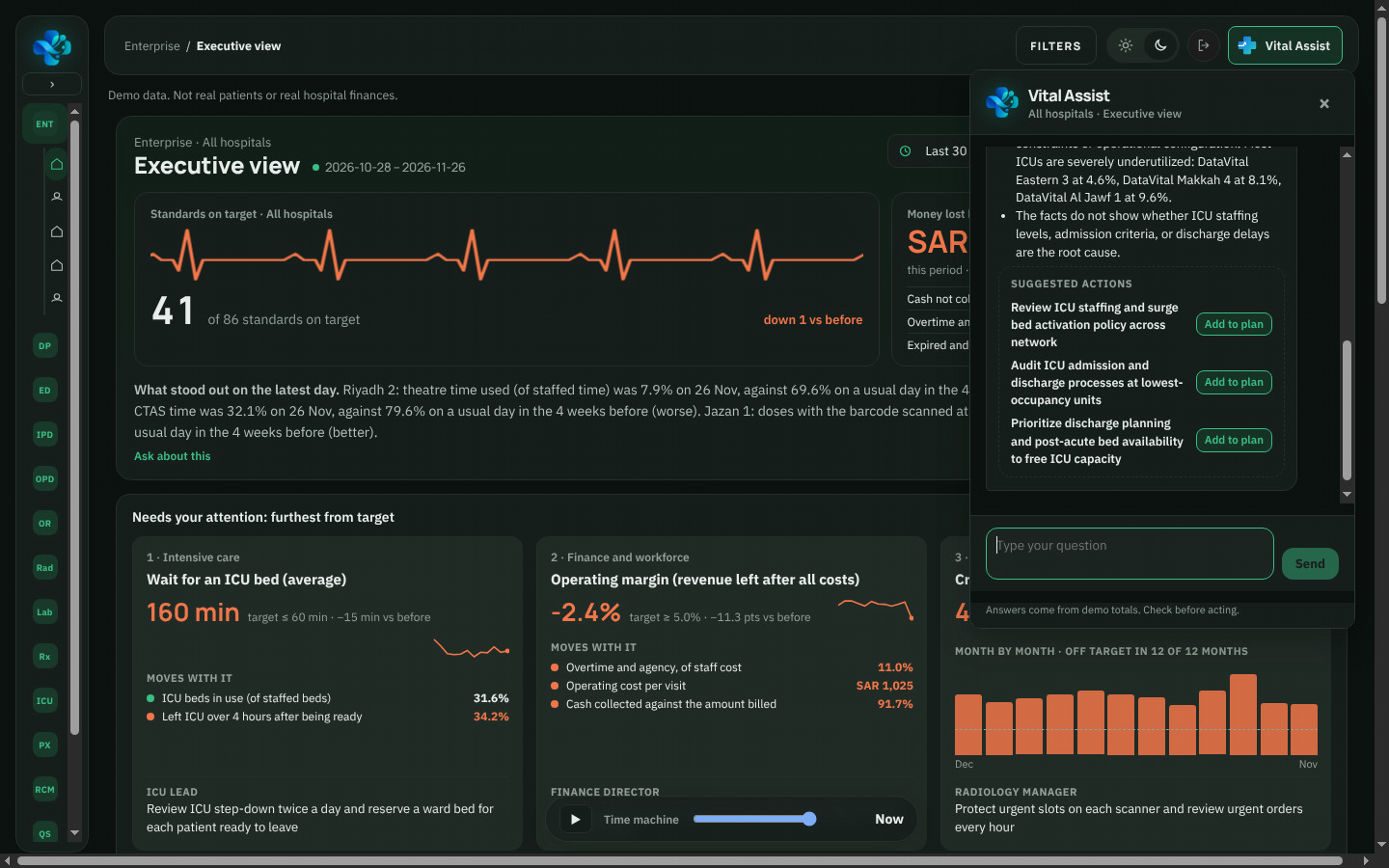 Enterprise / Executive view
FILTERS
Vital Assist
Demo data. Not real patients or real hospital finances.
ENT
DP
ED
IPD
OPD
OR
Rad
Lab
Rx
ICU
PX
RCM
QS
Enterprise · All hospitals
Executive view
2026-10-28 – 2026-11-26
Last 30
Standards on target · All hospitals
41 of 86 standards on target
down 1 vs before
Money lost
SAR
this period ·
Cash not col
Overtime an
Expired and
What stood out on the latest day. Riyadh 2: theatre time used (of staffed time) was 7.9% on 26 Nov, against 69.6% on a usual day in the 4
CTAS time was 32.1% on 26 Nov, against 79.6% on a usual day in the 4 weeks before (worse). Jazan 1: doses with the barcode scanned at
usual day in the 4 weeks before (better).
Ask about this
Needs your attention: furthest from target
1 · Intensive care
Wait for an ICU bed (average)
160 min target ≤ 60 min · −15 min vs before
MOVES WITH IT
ICU beds in use (of staffed beds) 31.6%
Left ICU over 4 hours after being ready 34.2%
ICU LEAD
Review ICU step-down twice a day and reserve a ward bed for
each patient ready to leave
2 · Finance and workforce
Operating margin (revenue left after all costs)
-2.4% target ≥ 5.0% · −11.3 pts vs before
MOVES WITH IT
Overtime and agency, of staff cost 11.0%
Operating cost per visit SAR 1,025
Cash collected against the amount billed 91.7%
FINANCE DIRECTOR
Time machine
Now
3 ·
Cr
4
MONTH BY MONTH · OFF TARGET IN 12 OF 12 MONTHS
Dec
Nov
RADIOLOGY MANAGER
Protect urgent slots on each scanner and review urgent orders
every hour
Vital Assist
All hospitals · Executive view
ICUs are severely underutilized: DataVital
Eastern 3 at 4.6%, DataVital Makkah 4 at 8.1%,
DataVital Al Jawf 1 at 9.6%.
• The facts do not show whether ICU staffing
levels, admission criteria, or discharge delays
are the root cause.
SUGGESTED ACTIONS
Review ICU staffing and surge
bed activation policy across
network
Add to plan
Audit ICU admission and
discharge processes at lowest-
occupancy units
Add to plan
Prioritize discharge planning
and post-acute bed availability
to free ICU capacity
Add to plan
Type your question
Send
Answers come from demo totals. Check before acting.